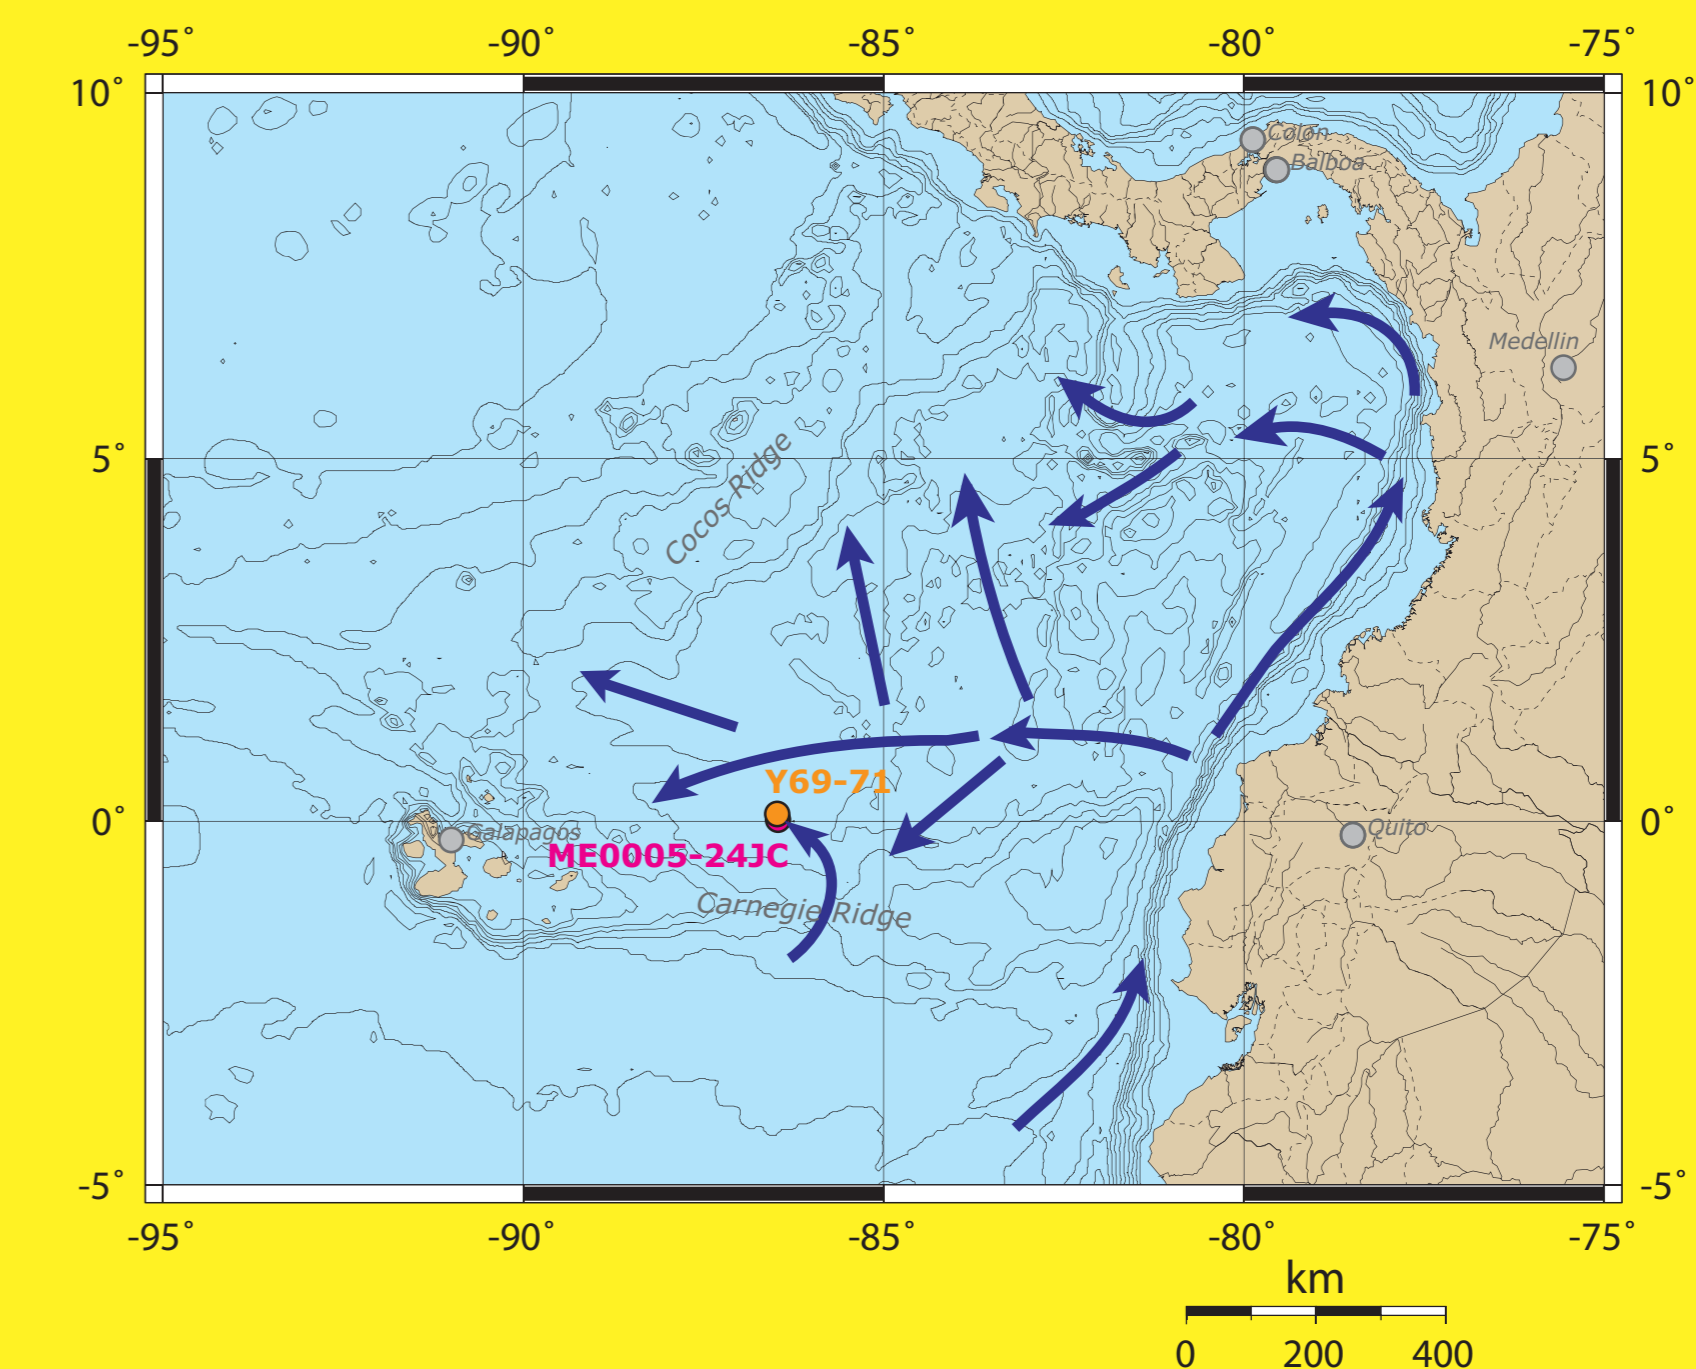 -95° -90° -85° -80° -75°
10° 10°
Colón
Balboa
Medellin
Cocos Ridge
5° 5°
Y69-71
0° 0°
Galapagos
Quito
ME0005-24JC
Carnegie Ridge
-5° -5°
-95° -90° -85° -80° -75°
km
0 200 400